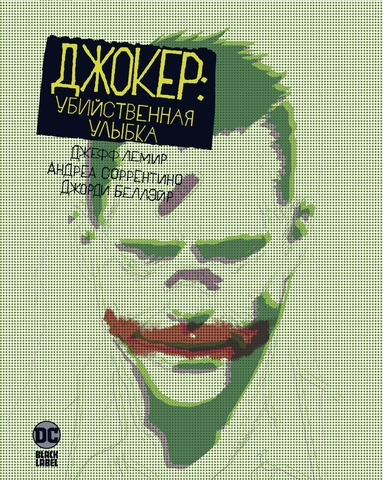 ДЖОКЕР:
УБИЙСТВЕННАЯ
УЛЫБКА
ДЖЕФФ ЛЕМИР
АНДРЕА СОРРЕНТИНО
ДЖОРДИ БЕЛЛЭЙР
DC
BLACK
LABEL